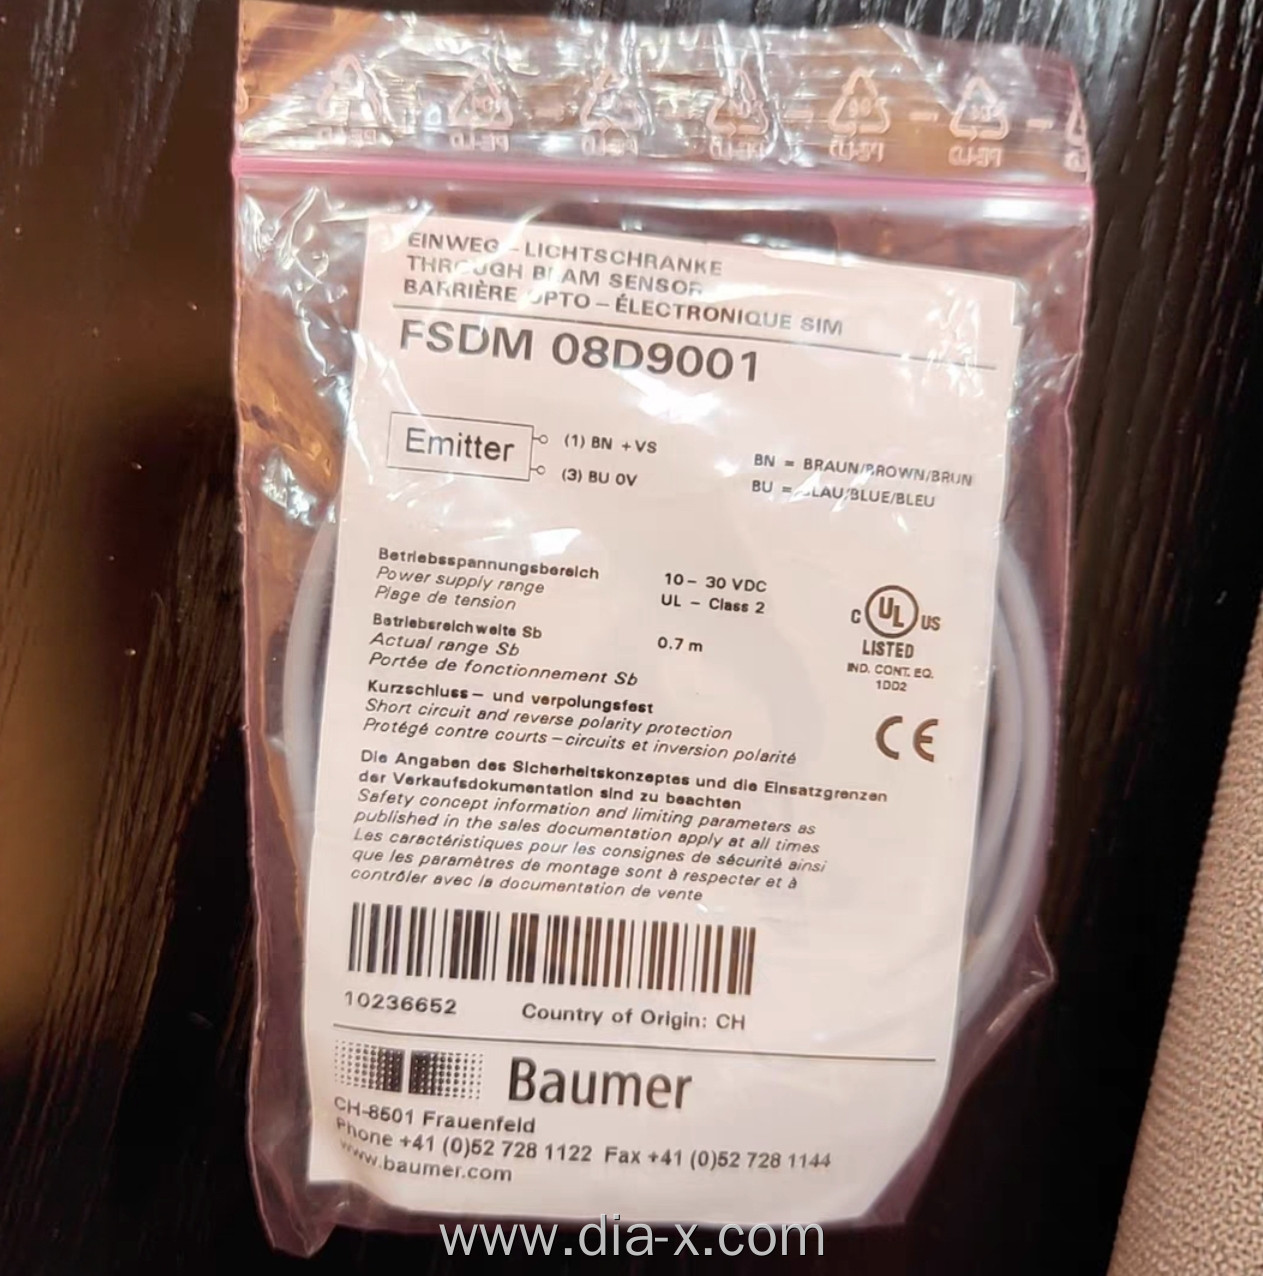 EINWEG - LICHTSCHRANKE
THROUGH BEAM SENSOR
BARRIÈRE OPTO - ÉLECTRONIQUE SIM
FSDM 08D9001
Emitter
(1) BN +VS
(3) BU 0V
BN = BRAUN/BROWN/BRUN
BU = BLAU/BLUE/BLEU
Betriebsspannungsbereich
Power supply range
Plage de tension
10 - 30 VDC
UL - Class 2
Betriebsreichweite Sb
Actual range Sb
Portée de fonctionnement Sb
0.7 m
Kurzschluss - und verpolungsfest
Short circuit and reverse polarity protection
Protégé contre courts - circuits et inversion polarité
C UL US
LISTED
IND. CONT. EQ.
1DD2
CE
Die Angaben des Sicherheitskonzeptes und die Einsatzgrenzen
der Verkaufsdokumentation sind zu beachten
Safety concept information and limiting parameters as
published in the sales documentation apply at all times
Les caractéristiques pour les consignes de sécurité ainsi
que les paramètres de montage sont à respecter et à
contrôler avec la documentation de vente
10236652
Country of Origin: CH
Baumer
CH-8501 Frauenfeld
Phone +41 (0)52 728 1122 Fax +41 (0)52 728 1144
www.baumer.com
www.dia-x.com